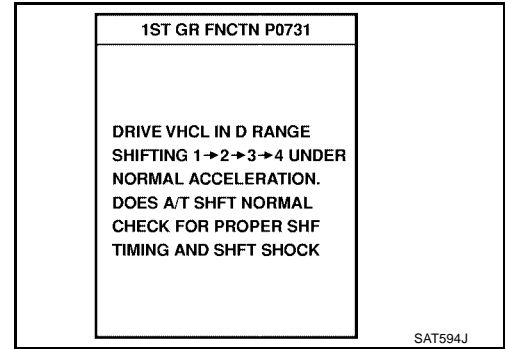 1ST GR FNCTN P0731
DRIVE VHCL IN D RANGE
SHIFTING 1→2→3→4 UNDER
NORMAL ACCELERATION.
DOES A/T SHFT NORMAL
CHECK FOR PROPER SHF
TIMING AND SHFT SHOCK
SAT594J